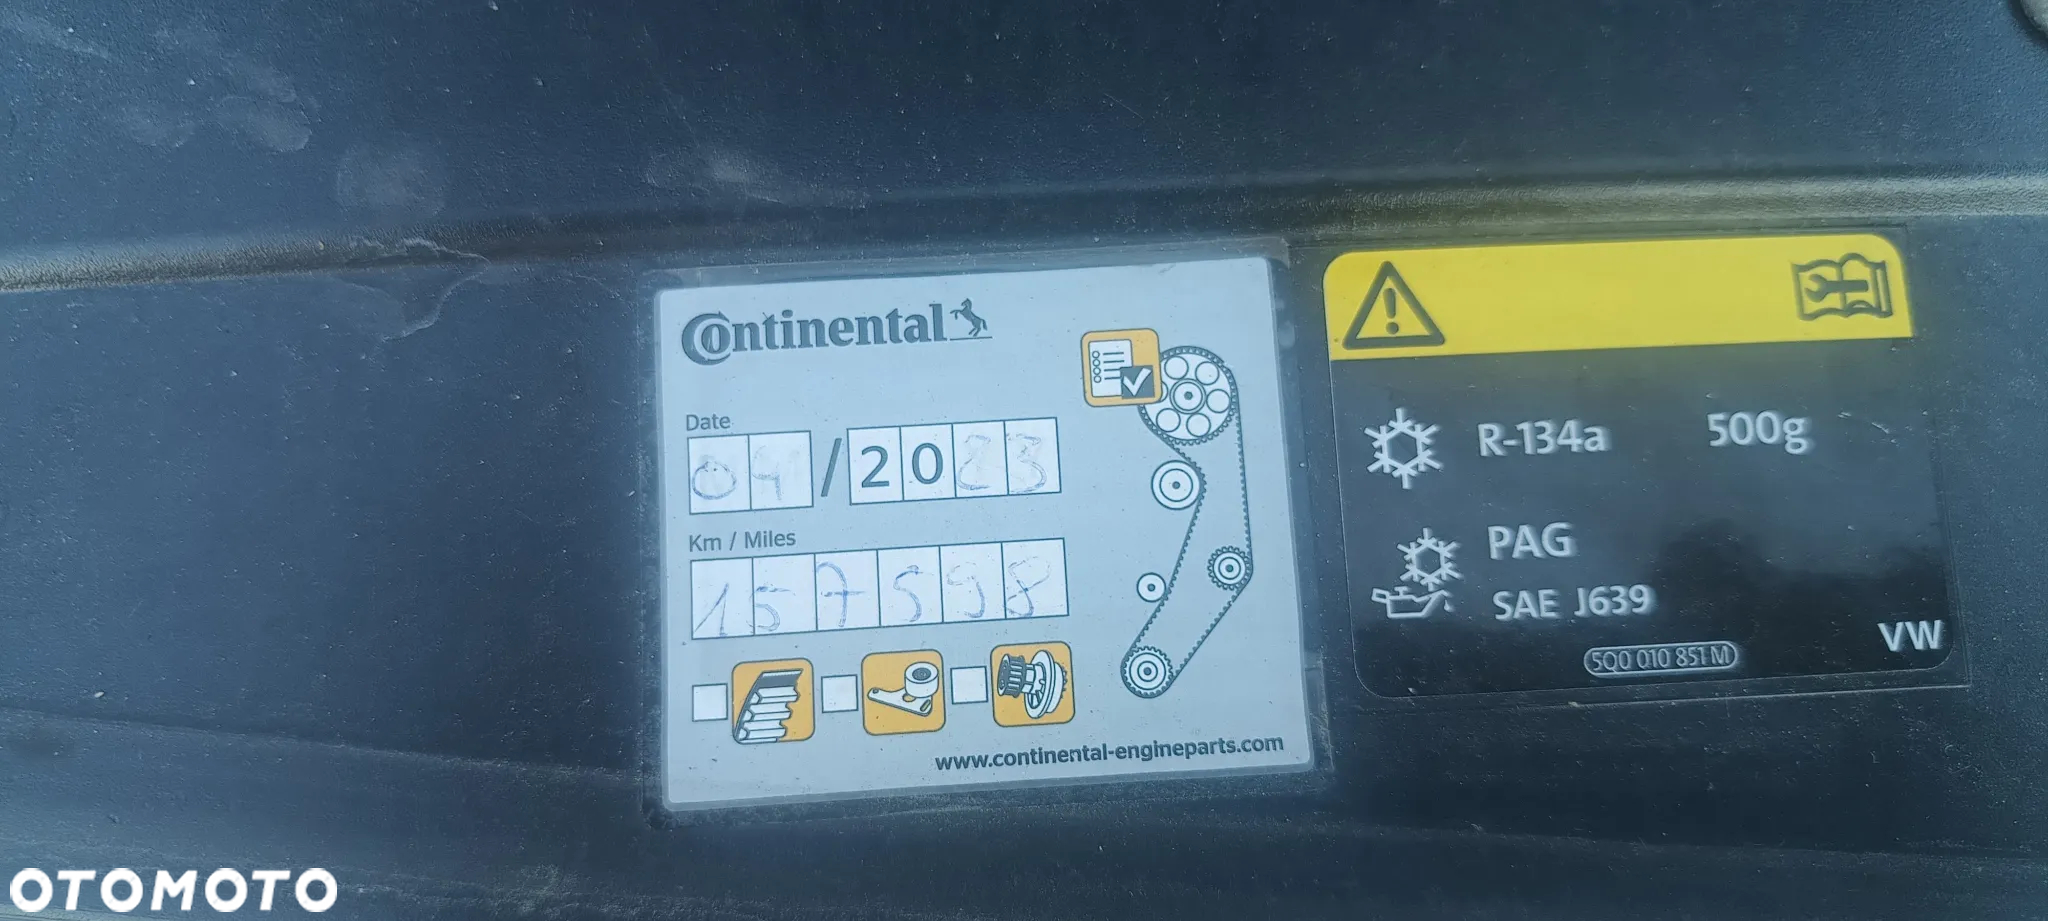 Continental
Date
04/2023
Km / Miles
157598
www.continental-engineparts.com
R-134a 500g
PAG
SAE J639
VW
5Q0 010 851 M
OTOMOTO